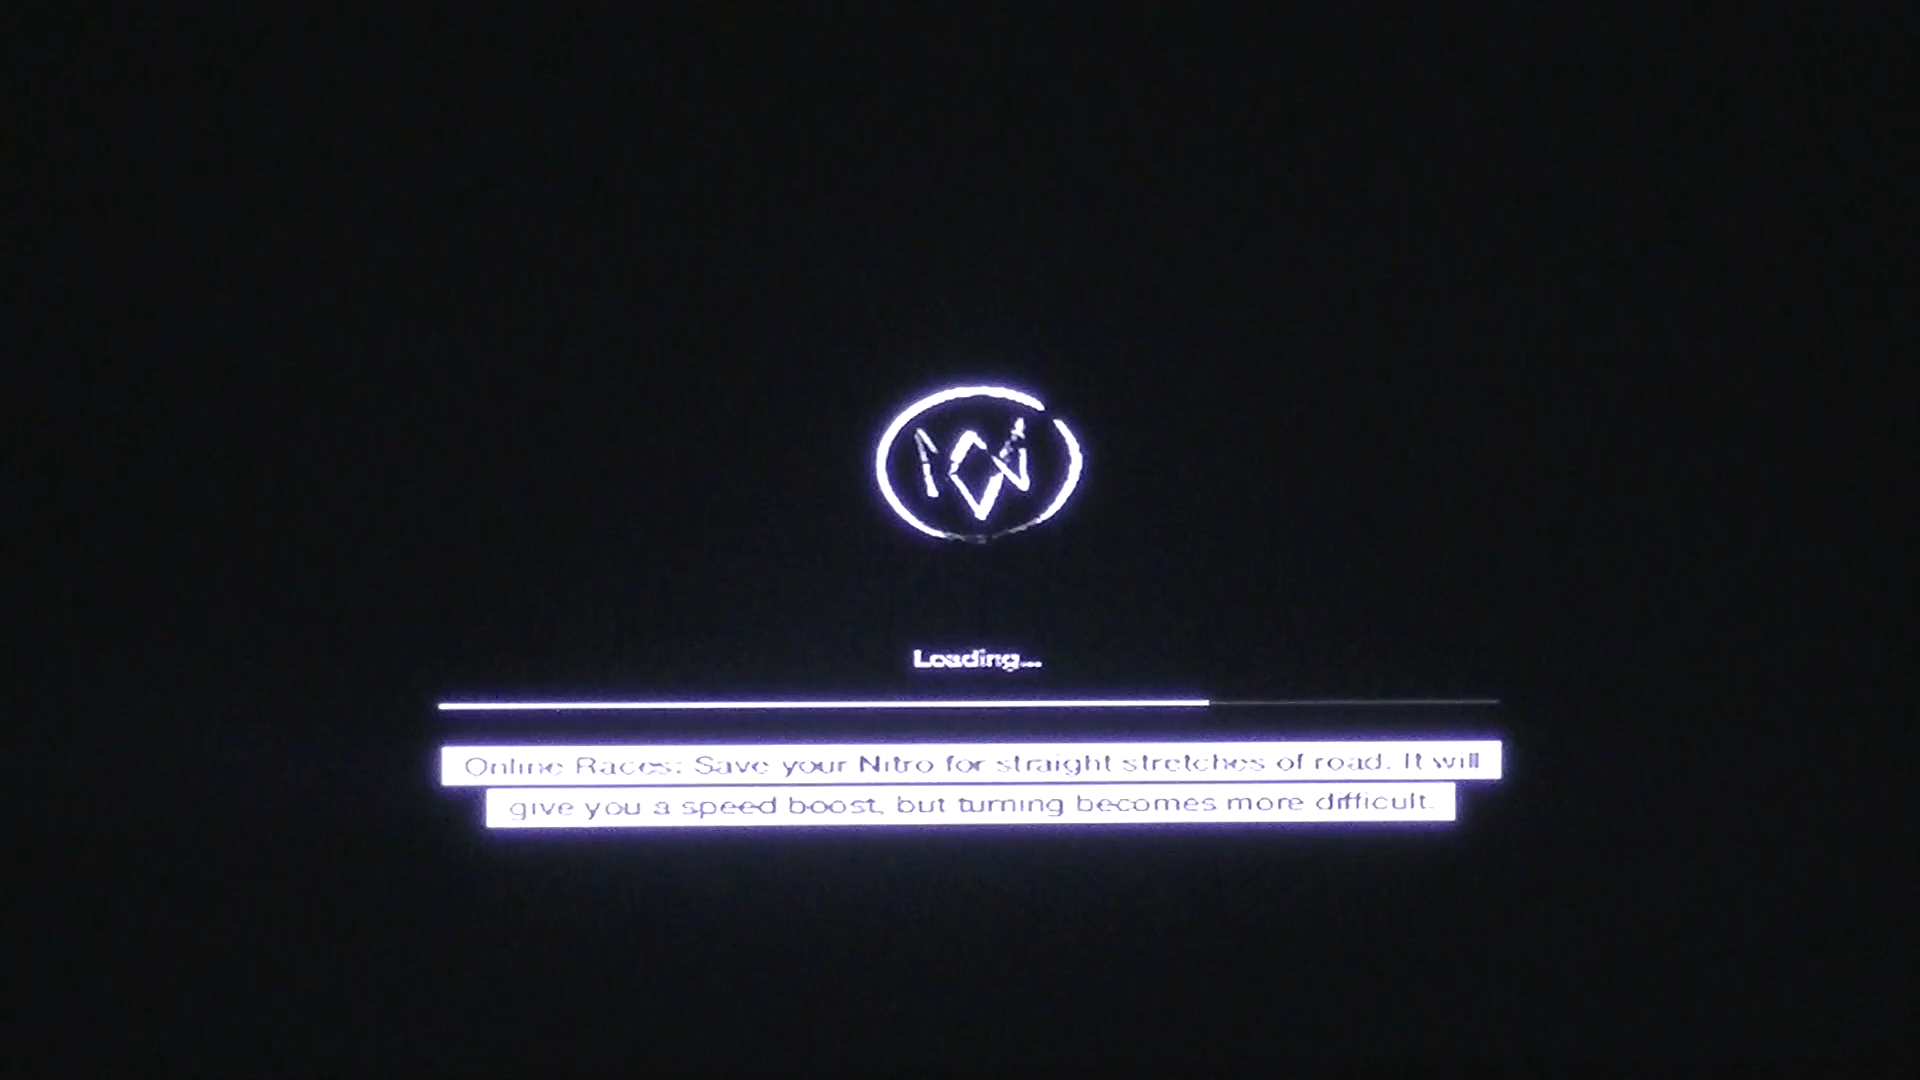 Loading...
Online Races: Save your Nitro for straight stretches of road. It will
give you a speed boost, but turning becomes more difficult.